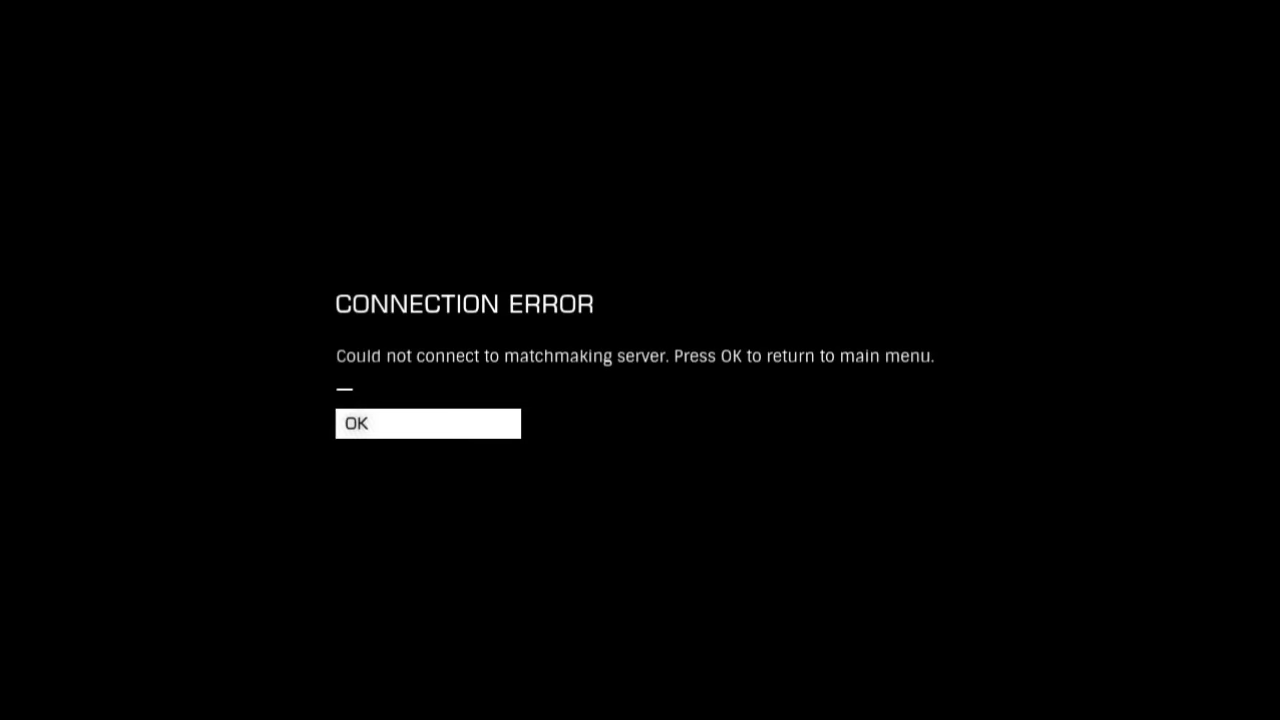 CONNECTION ERROR
Could not connect to matchmaking server. Press OK to return to main menu.
OK